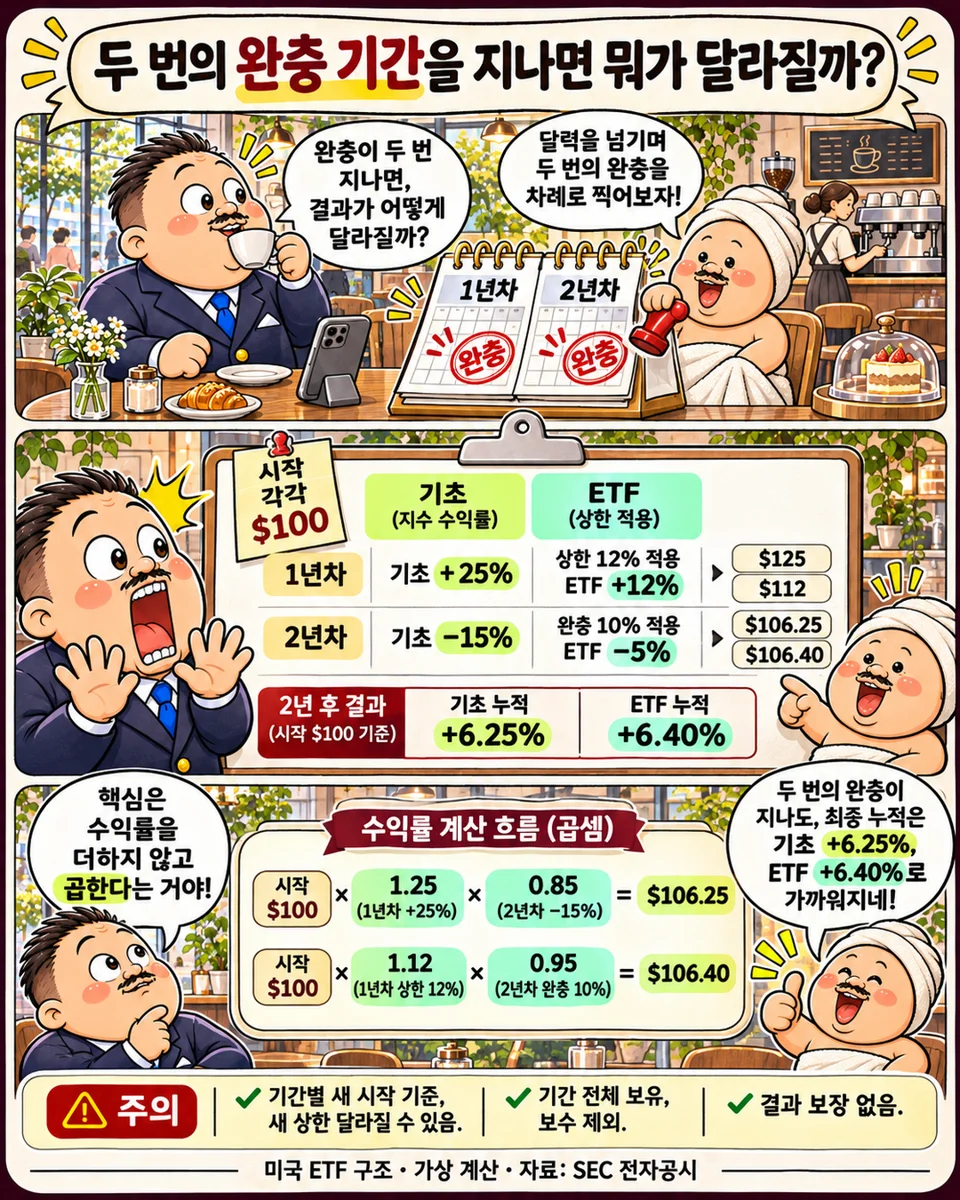 두 번의 완충 기간을 지나면 뭐가 달라질까?
완충이 두 번
지나면,
결과가 어떻게
달라질까?
달력을 넘기며
두 번의 완충을
차례로 찍어보자!
1년차
2년차
완충
완충
시작
각각
$100
기초
(지수 수익률)
ETF
(상한 적용)
1년차
기초 +25%
상한 12% 적용
ETF +12%
$125
$112
2년차
기초 −15%
완충 10% 적용
ETF −5%
$106.25
$106.40
2년 후 결과
(시작 $100 기준)
기초 누적
+6.25%
ETF 누적
+6.40%
핵심은
수익률을
더하지 않고
곱한다는 거야!
두 번의 완충이
지나도, 최종 누적은
기초 +6.25%,
ETF +6.40%로
가까워지네!
수익률 계산 흐름 (곱셈)
시작
$100
×
1.25
(1년차 +25%)
×
0.85
(2년차 −15%)
= $106.25
시작
$100
×
1.12
(1년차 상한 12%)
×
0.95
(2년차 완충 10%)
= $106.40
주의
기간별 새 시작 기준,
새 상한 달라질 수 있음.
기간 전체 보유,
보수 제외.
결과 보장 없음.
미국 ETF 구조 · 가상 계산 · 자료: SEC 전자공시